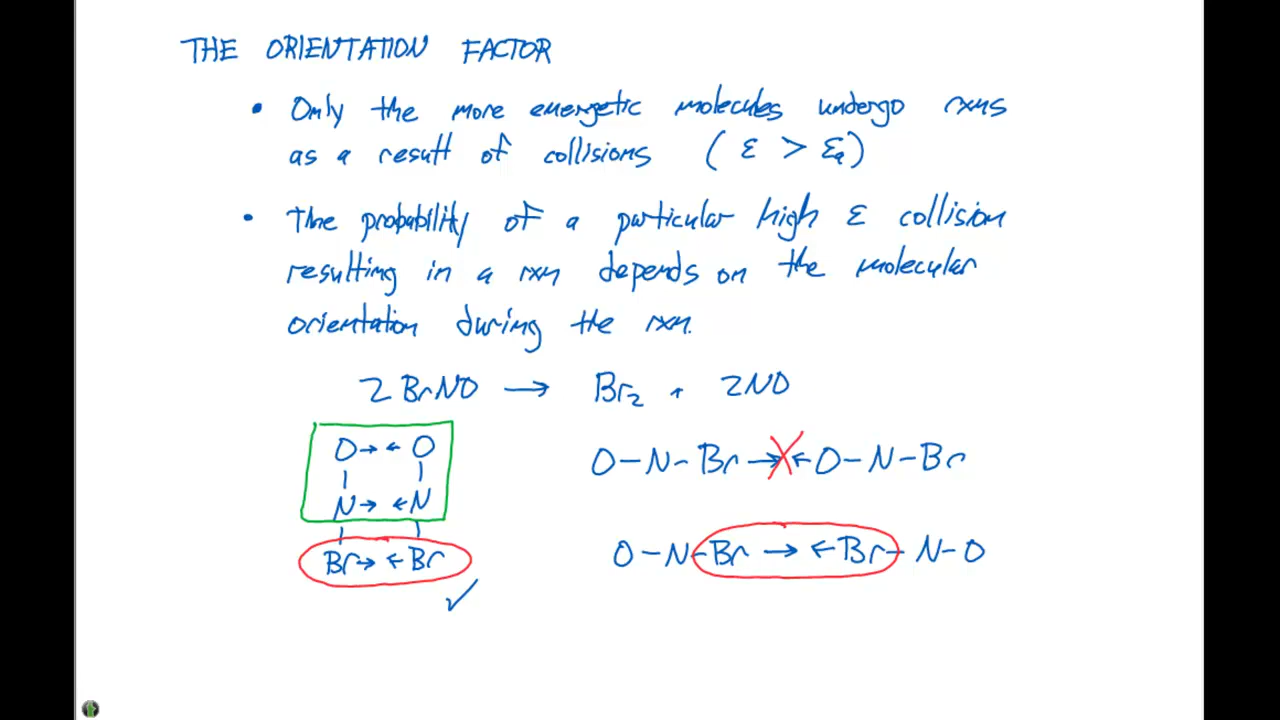 THE ORIENTATION FACTOR
• Only the more energetic molecules undergo rxns
as a result of collisions (ε > εa)
• The probability of a particular high ε collision
resulting in a rxn depends on the molecular
orientation during the rxn.
2 BrNO → Br₂ + 2NO
O→ ←O
N→ ←N
Br→ ←Br
✓
O–N–Br→←O–N–Br
O–N–Br → ←Br–N–O